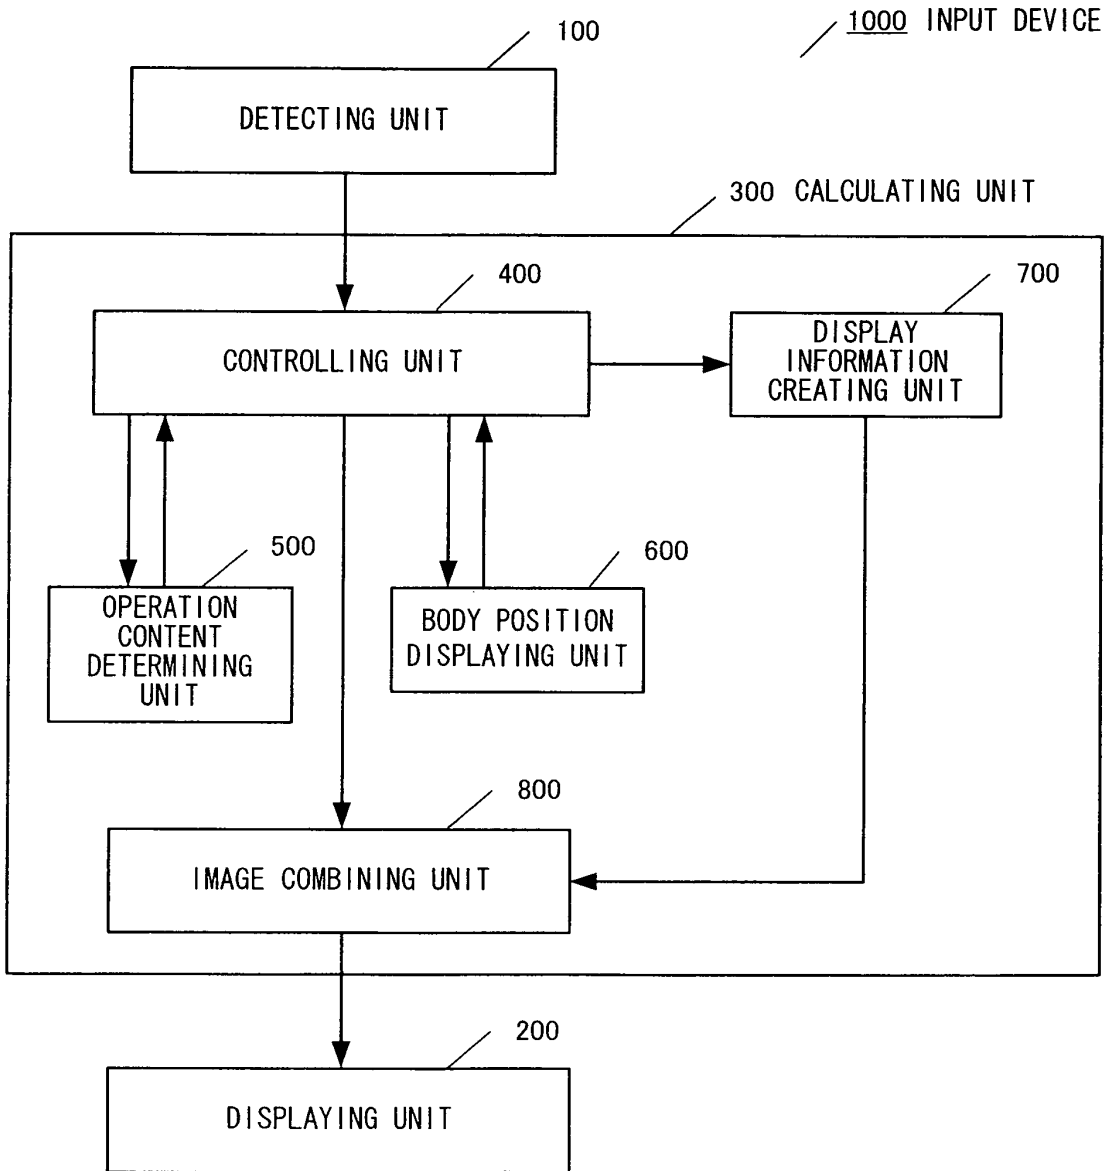 1000 INPUT DEVICE
100
DETECTING UNIT
300 CALCULATING UNIT
400
CONTROLLING UNIT
700
DISPLAY
INFORMATION
CREATING UNIT
500
OPERATION
CONTENT
DETERMINING
UNIT
600
BODY POSITION
DISPLAYING UNIT
800
IMAGE COMBINING UNIT
200
DISPLAYING UNIT